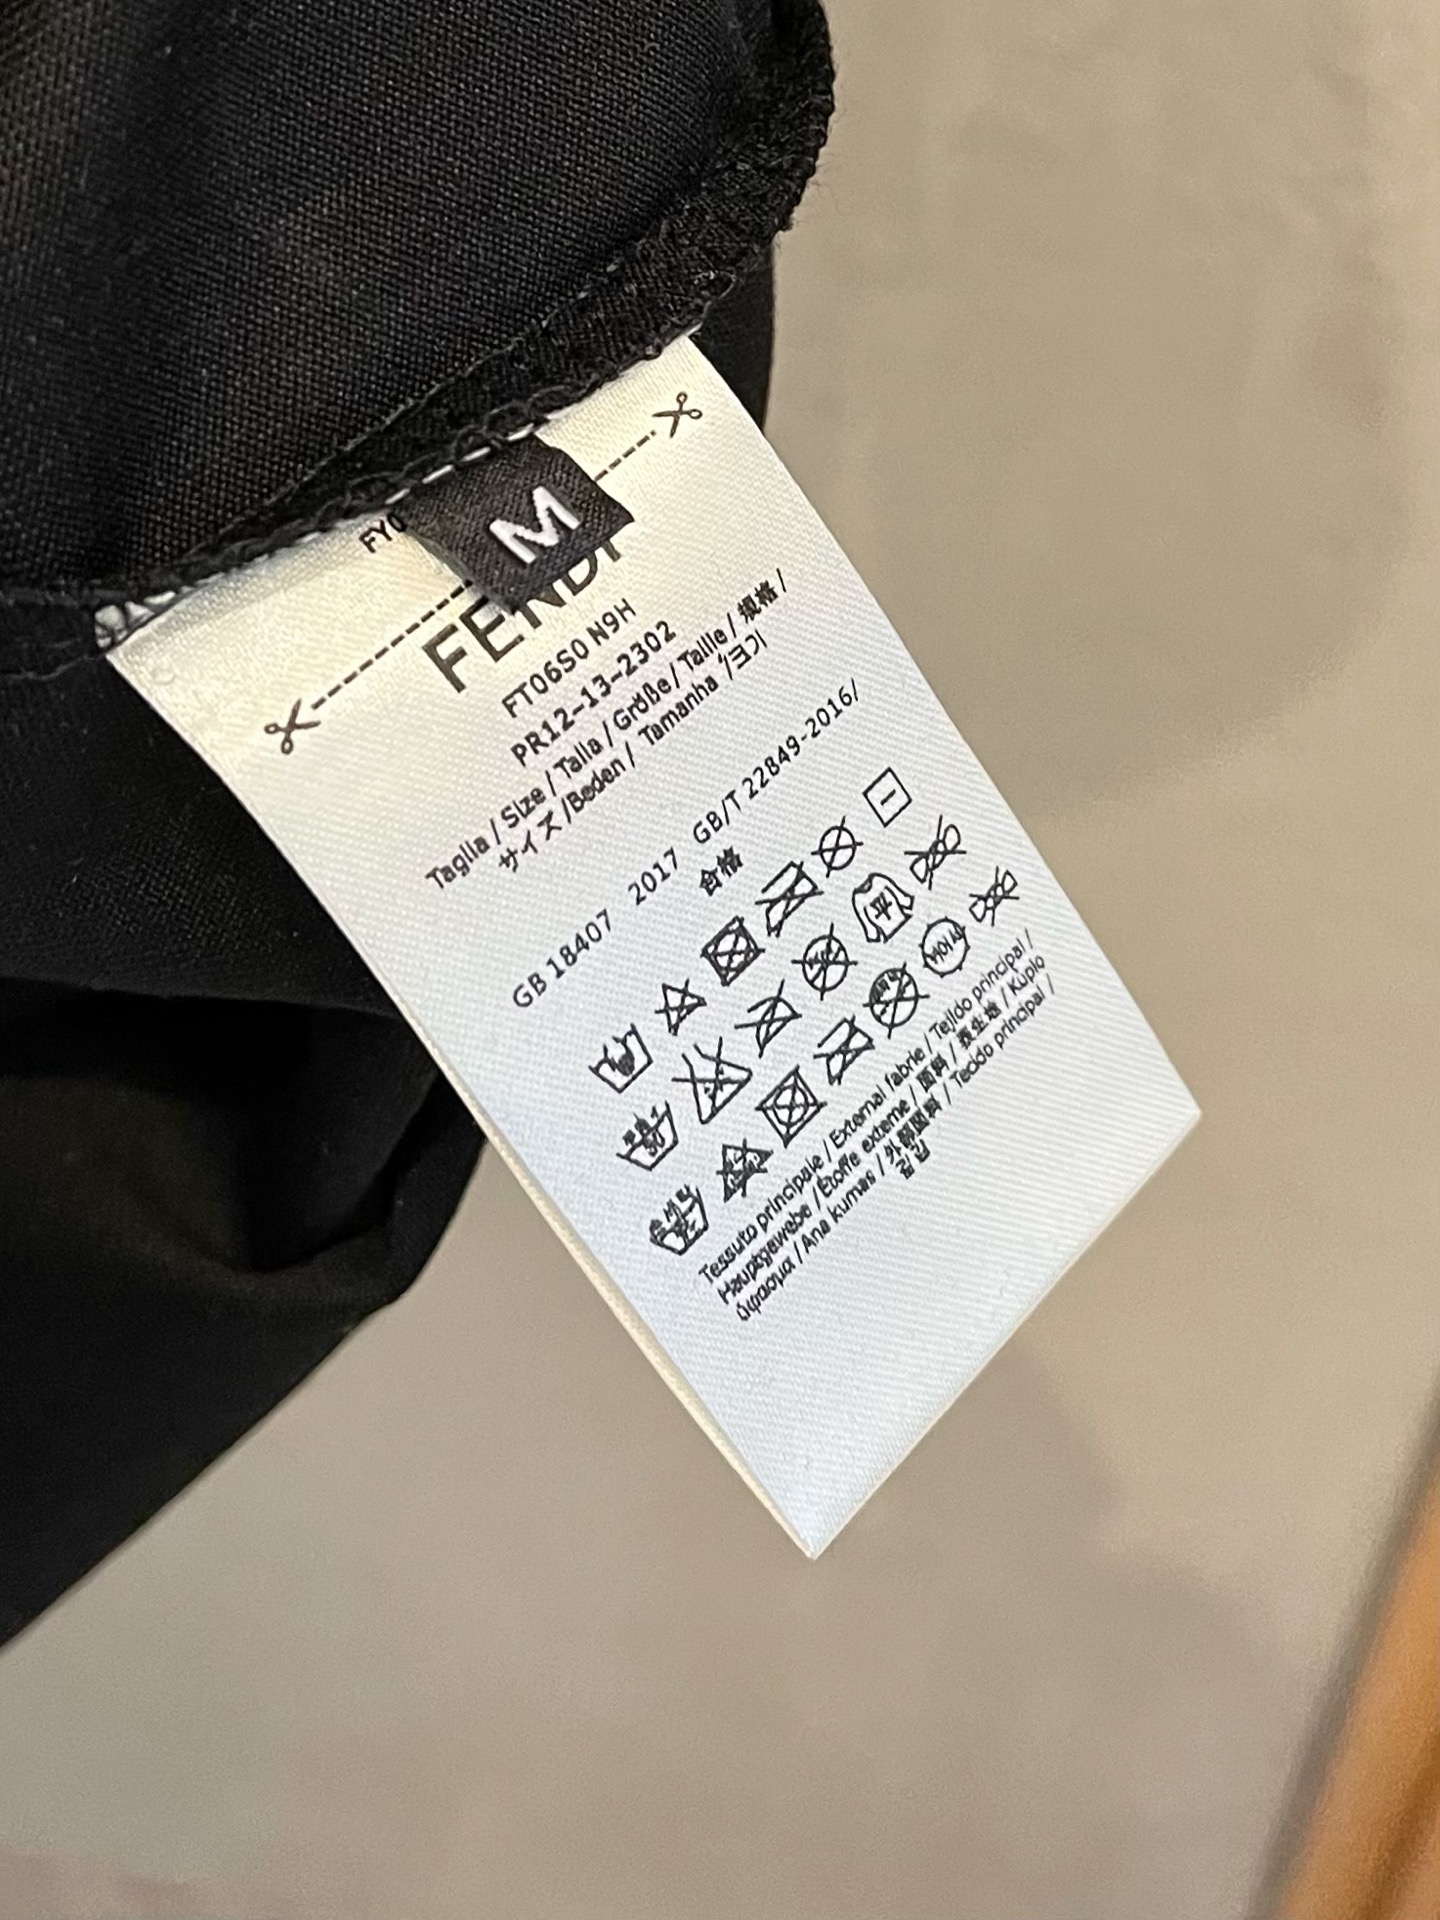 M
FY0
FENDI
FT06S0 N9H
PR12-13-2302
Taglia / Size / Talla / Größe / Taille / 规格 /
サイズ /Beden / Tamanha /크기
GB 18407 2017 GB/T 22849-2016/
合格
平
Tessuto principale / External fabric / Tejido principal /
Hauptgewebe / Étoffe externe / 面料 / 表生地 / Kuplo
ύφασμα / Ana kumas / 外部面料 / Tecido principal /
겉감